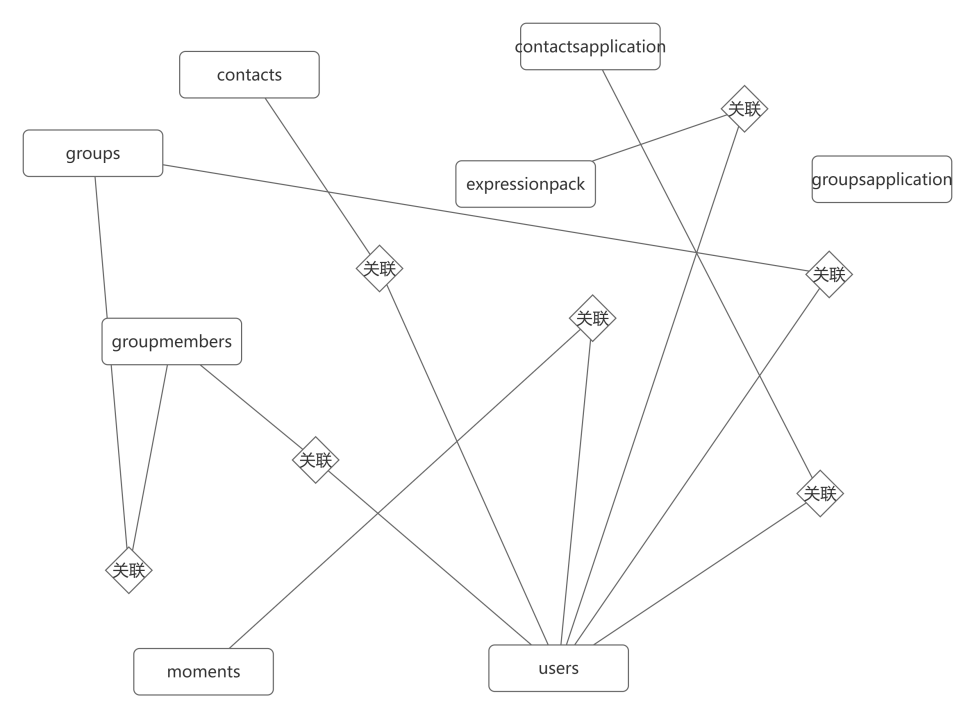 contactsapplication
contacts
关联
groups
expressionpack
groupsapplication
关联
关联
关联
groupmembers
关联
关联
关联
moments
users